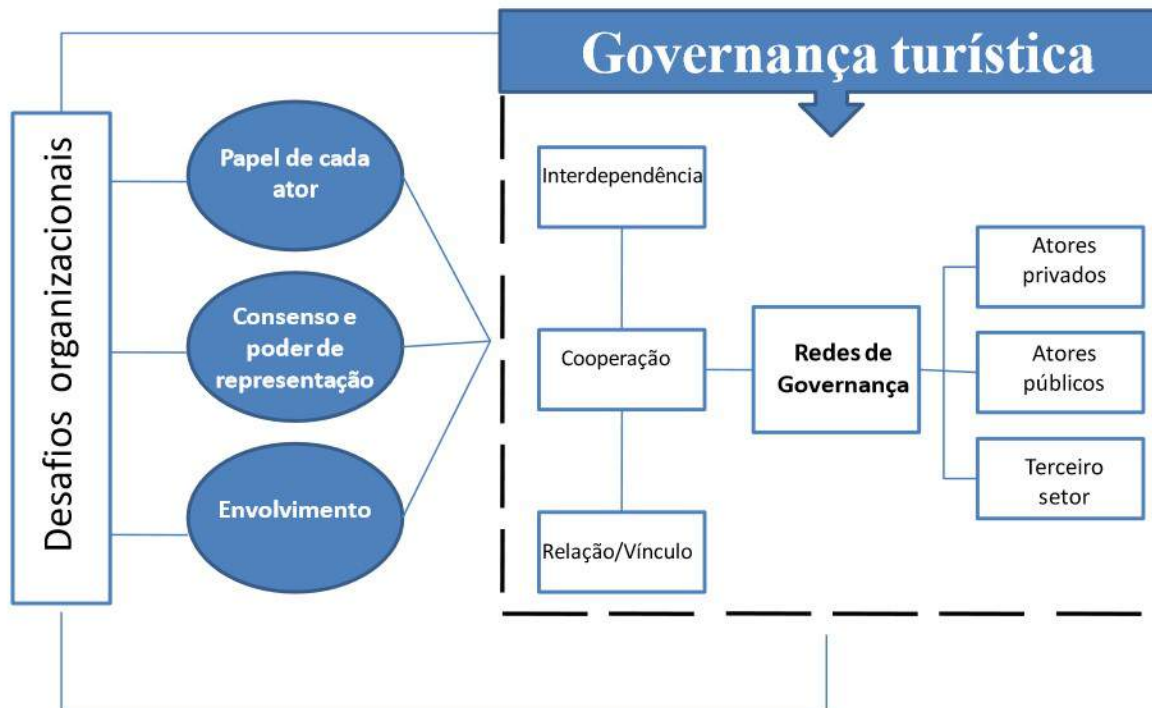 Governança turística
Desafios organizacionais
Papel de cada
ator
Consenso e
poder de
representação
Envolvimento
Interdependência
Cooperação
Relação/Vínculo
Redes de
Governança
Atores
privados
Atores
públicos
Terceiro
setor